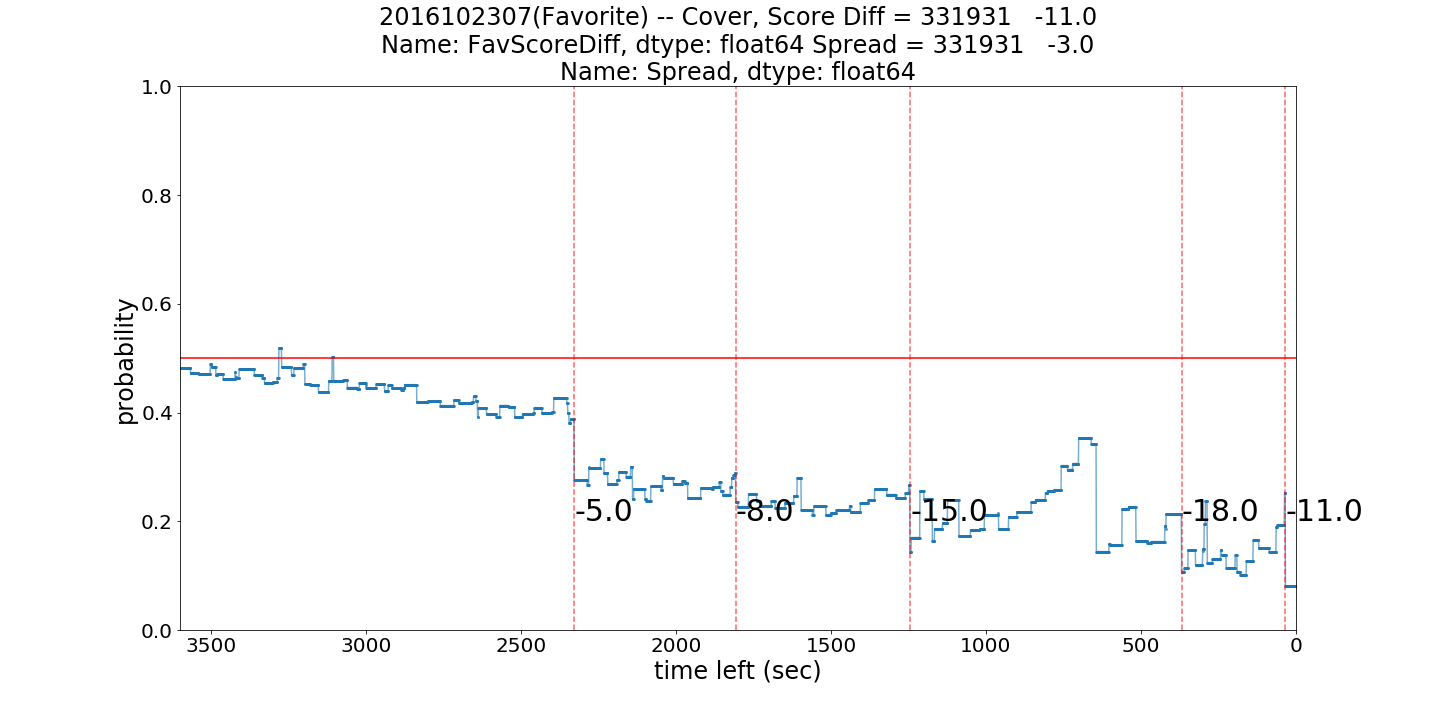 2016102307(Favorite) -- Cover, Score Diff = 331931   -11.0
Name: FavScoreDiff, dtype: float64 Spread = 331931   -3.0
Name: Spread, dtype: float64
1.0
0.8
0.6
0.4
0.2
0.0
probability
-5.0
-8.0
-15.0
-18.0
-11.0
3500 3000 2500 2000 1500 1000 500 0
time left (sec)